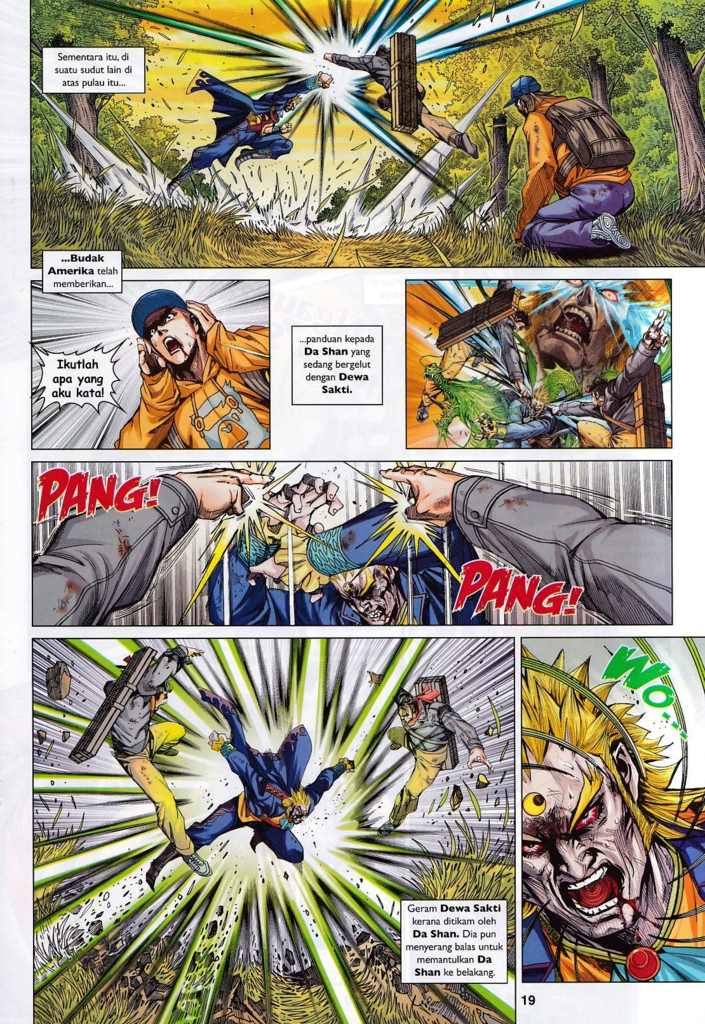 Sementara itu, di
suatu sudut lain di
atas pulau itu...
...Budak
Amerika telah
memberikan...
Ikutlah
apa yang
aku kata!
...panduan kepada
Da Shan yang
sedang bergelut
dengan Dewa
Sakti.
PANG!
PANG!
WO...
Geram Dewa Sakti
kerana ditikam oleh
Da Shan. Dia pun
menyerang balas untuk
memantulkan Da
Shan ke belakang.
19